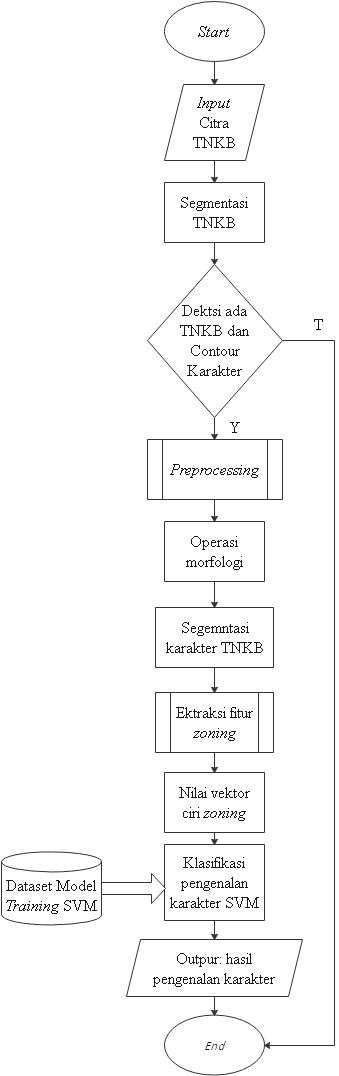 Start
Input
Citra
TNKB
Segmentasi
TNKB
Dektsi ada
TNKB dan
Contour
Karakter
T
Y
Preprocessing
Operasi
morfologi
Segemntasi
karakter TNKB
Ektraksi fitur
zoning
Nilai vektor
ciri zoning
Klasifikasi
pengenalan
karakter SVM
Dataset Model
Training SVM
Outpur: hasil
pengenalan karakter
End